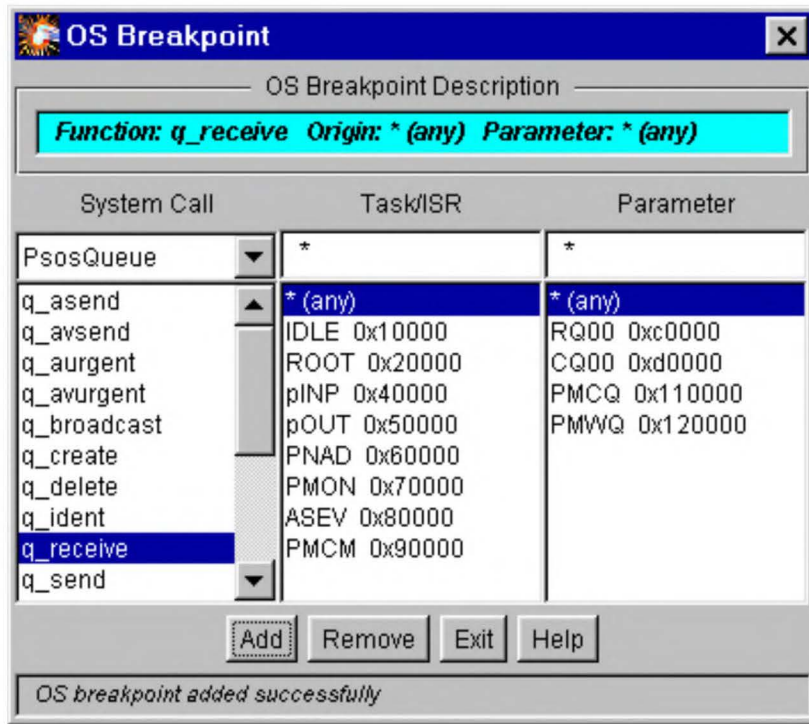 OS Breakpoint
OS Breakpoint Description
Function: q_receive Origin: * (any) Parameter: * (any)
System Call Task/ISR Parameter
PsosQueue * *
q_asend * (any) * (any)
q_avsend IDLE 0x10000 RQ00 0xc0000
q_aurgent ROOT 0x20000 CQ00 0xd0000
q_avurgent pINP 0x40000 PMCQ 0x110000
q_broadcast pOUT 0x50000 PMWQ 0x120000
q_create PNAD 0x60000
q_delete PMON 0x70000
q_ident ASEV 0x80000
q_receive PMCM 0x90000
q_send
Add Remove Exit Help
OS breakpoint added successfully